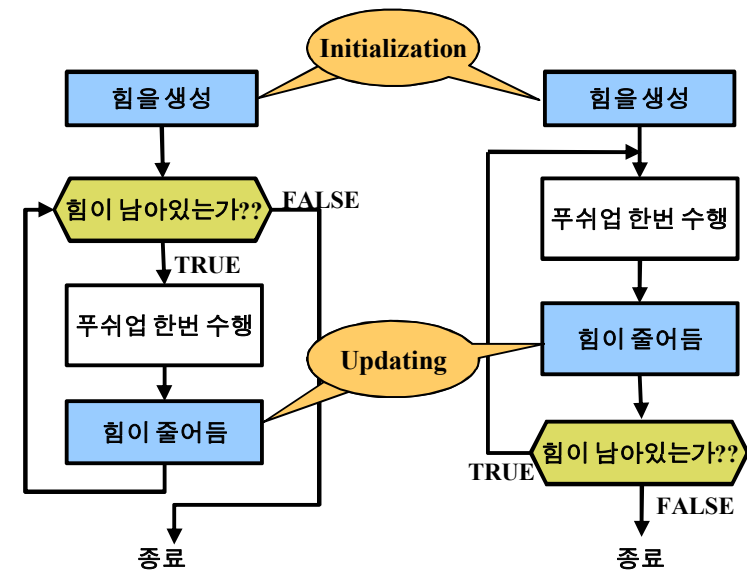 Initialization
힘을 생성
힘이 남아있는가??
FALSE
TRUE
푸쉬업 한번 수행
힘이 줄어듬
종료
Updating
힘을 생성
푸쉬업 한번 수행
힘이 줄어듬
힘이 남아있는가??
TRUE
FALSE
종료